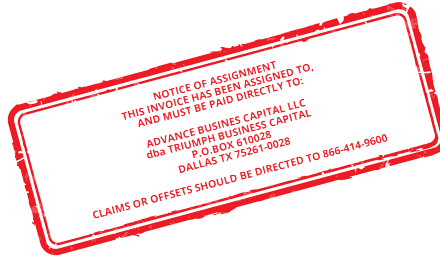 NOTICE OF ASSIGNMENT
THIS INVOICE HAS BEEN ASSIGNED TO,
AND MUST BE PAID DIRECTLY TO:
ADVANCE BUSINES CAPITAL LLC
dba TRIUMPH BUSINESS CAPITAL
P.O.BOX 610028
DALLAS TX 75261-0028
CLAIMS OR OFFSETS SHOULD BE DIRECTED TO 866-414-9600